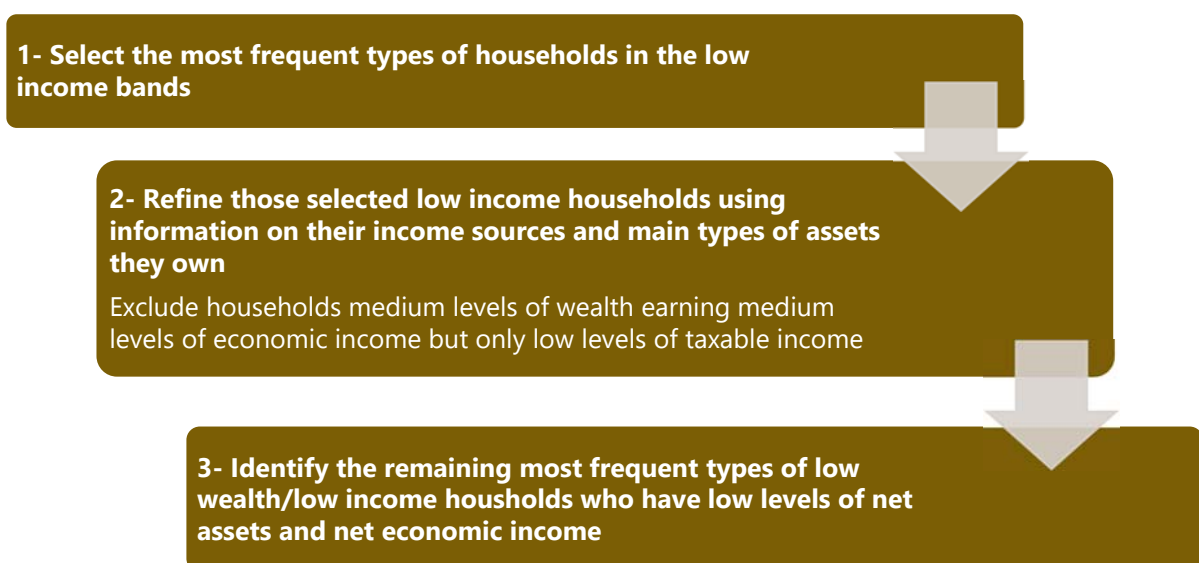 1- Select the most frequent types of households in the low
income bands
2- Refine those selected low income households using
information on their income sources and main types of assets
they own
Exclude households medium levels of wealth earning medium
levels of economic income but only low levels of taxable income
3- Identify the remaining most frequent types of low
wealth/low income housholds who have low levels of net
assets and net economic income